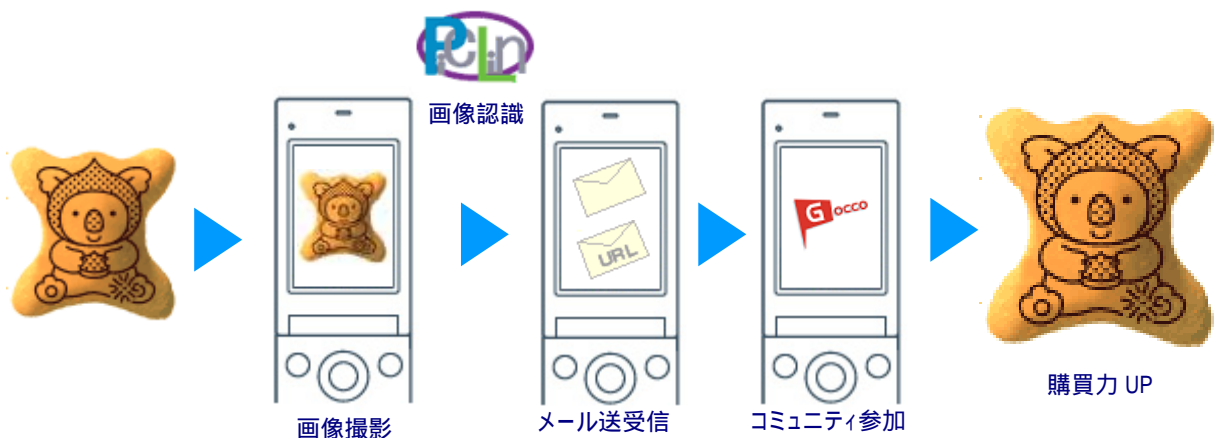 PicLin
画像認識
URL
Gocco
画像撮影
メール送受信
コミュニティ参加
購買力 UP